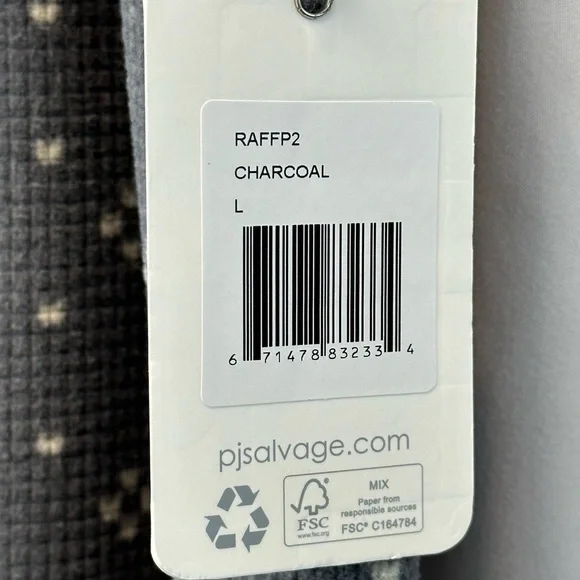 RAFFP2
CHARCOAL
L
6 71478 83233 4
pjsalvage.com
FSC
www.fsc.org
MIX
Paper from
responsible sources
FSC® C164784